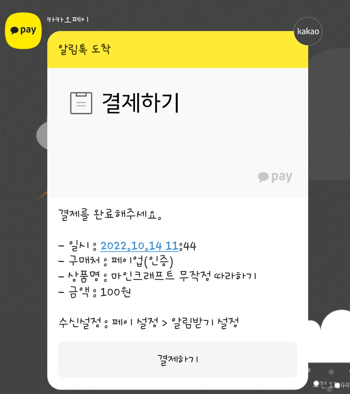 pay
카카오페이
kakao
알림톡 도착
결제하기
pay
결제를 완료해주세요.
- 일시 : 2022.10.14 11:44
- 구매처 : 페이업(인증)
- 상품명 : 마인크래프트 무작정 따라하기
- 금액 : 100원
수신설정 : 페이 설정 > 알림받기 설정
결제하기
오전 11:44